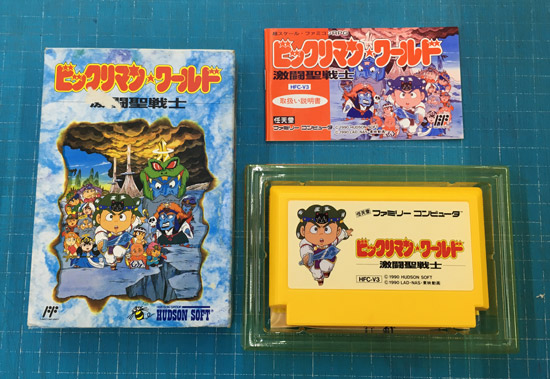 ビックリマン★ワールド
激闘聖戦士
HUDSON SOFT
ビックリマン★ワールド
激闘聖戦士
HFC-V3
取扱い説明書
任天堂
ファミリーコンピュータ
©1990 HUDSON SOFT
任天堂 ファミリー コンピュータ
ビックリマン★ワールド
激闘聖戦士
HFC-V3
©1990 HUDSON SOFT
©1990 LAD・NAS・東映動画